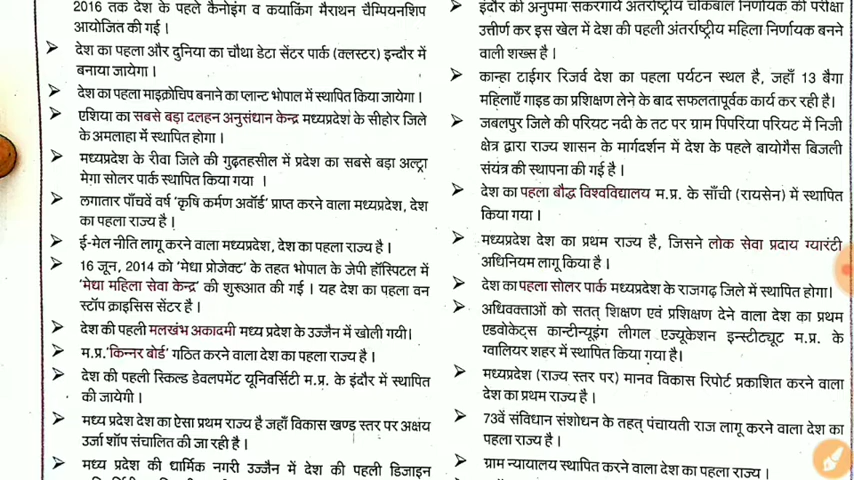 2016 तक देश के पहले कैनोइंग व कयाकिंग मैराथन चैम्पियनशिप
आयोजित की गई।
देश का पहला और दुनिया का चौथा डेटा सेंटर पार्क (क्लस्टर) इन्दौर में
बनाया जायेगा।
देश का पहला माइक्रोचिप बनाने का प्लान्ट भोपाल में स्थापित किया जायेगा।
एशिया का सबसे बड़ा दलहन अनुसंधान केन्द्र मध्यप्रदेश के सीहोर जिले
के अमलाहा में स्थापित होगा।
मध्यप्रदेश के रीवा जिले की गुढ़तहसील में प्रदेश का सबसे बड़ा अल्ट्रा
मेगा सोलर पार्क स्थापित किया गया ।
लगातार पाँचवें वर्ष 'कृषि कर्मण अवॉर्ड' प्राप्त करने वाला मध्यप्रदेश, देश
का पहला राज्य है।
ई-मेल नीति लागू करने वाला मध्यप्रदेश, देश का पहला राज्य है।
16 जून, 2014 को 'मेधा प्रोजेक्ट' के तहत भोपाल के जेपी हॉस्पिटल में
'मेधा महिला सेवा केन्द्र' की शुरूआत की गई । यह देश का पहला वन
स्टॉप क्राइसिस सेंटर है।
देश की पहली मलखंभ अकादमी मध्य प्रदेश के उज्जैन में खोली गयी।
म.प्र. 'किन्नर बोर्ड' गठित करने वाला देश का पहला राज्य है।
देश की पहली स्किल्ड डेवलपमेंट यूनिवर्सिटी म.प्र. के इंदौर में स्थापित
की जायेगी।
मध्य प्रदेश देश का ऐसा प्रथम राज्य है जहाँ विकास खण्ड स्तर पर अक्षय
उर्जा शॉप संचालित की जा रही है।
मध्य प्रदेश की धार्मिक नगरी उज्जैन में देश की पहली डिजाइन
इंदौर की अनुपमा सकरगाये अंतर्राष्ट्रीय चौकबाल निर्णायक की परीक्षा
उत्तीर्ण कर इस खेल में देश की पहली अंतर्राष्ट्रीय महिला निर्णायक बनने
वाली शख्स है।
कान्हा टाईगर रिजर्व देश का पहला पर्यटन स्थल है, जहाँ 13 बैगा
महिलाएँ गाइड का प्रशिक्षण लेने के बाद सफलतापूर्वक कार्य कर रही है।
जबलपुर जिले की परियट नदी के तट पर ग्राम पिपरिया परियट में निजी
क्षेत्र द्वारा राज्य शासन के मार्गदर्शन में देश के पहले बायोगैस बिजली
संयंत्र की स्थापना की गई है।
देश का पहला बौद्ध विश्वविद्यालय म.प्र. के साँची (रायसेन) में स्थापित
किया गया।
मध्यप्रदेश देश का प्रथम राज्य है, जिसने लोक सेवा प्रदाय ग्यारंटी
अधिनियम लागू किया है।
देश का पहला सोलर पार्क मध्यप्रदेश के राजगढ़ जिले में स्थापित होगा।
अधिवक्ताओं को सतत् शिक्षण एवं प्रशिक्षण देने वाला देश का प्रथम
एडवोकेट्स कान्टीन्यूइंग लीगल एज्यूकेशन इन्स्टीट्यूट म.प्र. के
ग्वालियर शहर में स्थापित किया गया है।
मध्यप्रदेश (राज्य स्तर पर) मानव विकास रिपोर्ट प्रकाशित करने वाला
देश का प्रथम राज्य है।
73वें संविधान संशोधन के तहत् पंचायती राज लागू करने वाला देश का
पहला राज्य है।
ग्राम न्यायालय स्थापित करने वाला देश का पहला राज्य।